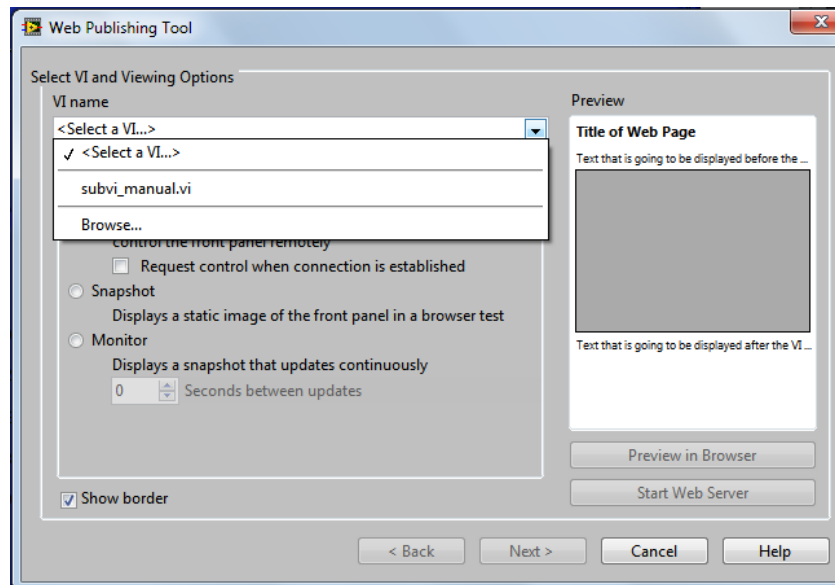 Web Publishing Tool
Select VI and Viewing Options
VI name
<Select a VI...>
<Select a VI...>
subvi_manual.vi
Browse...
control the front panel remotely
Request control when connection is established
Snapshot
Displays a static image of the front panel in a browser test
Monitor
Displays a snapshot that updates continuously
0 Seconds between updates
Show border
Preview
Title of Web Page
Text that is going to be displayed before the ...
Text that is going to be displayed after the VI ...
Preview in Browser
Start Web Server
< Back Next > Cancel Help